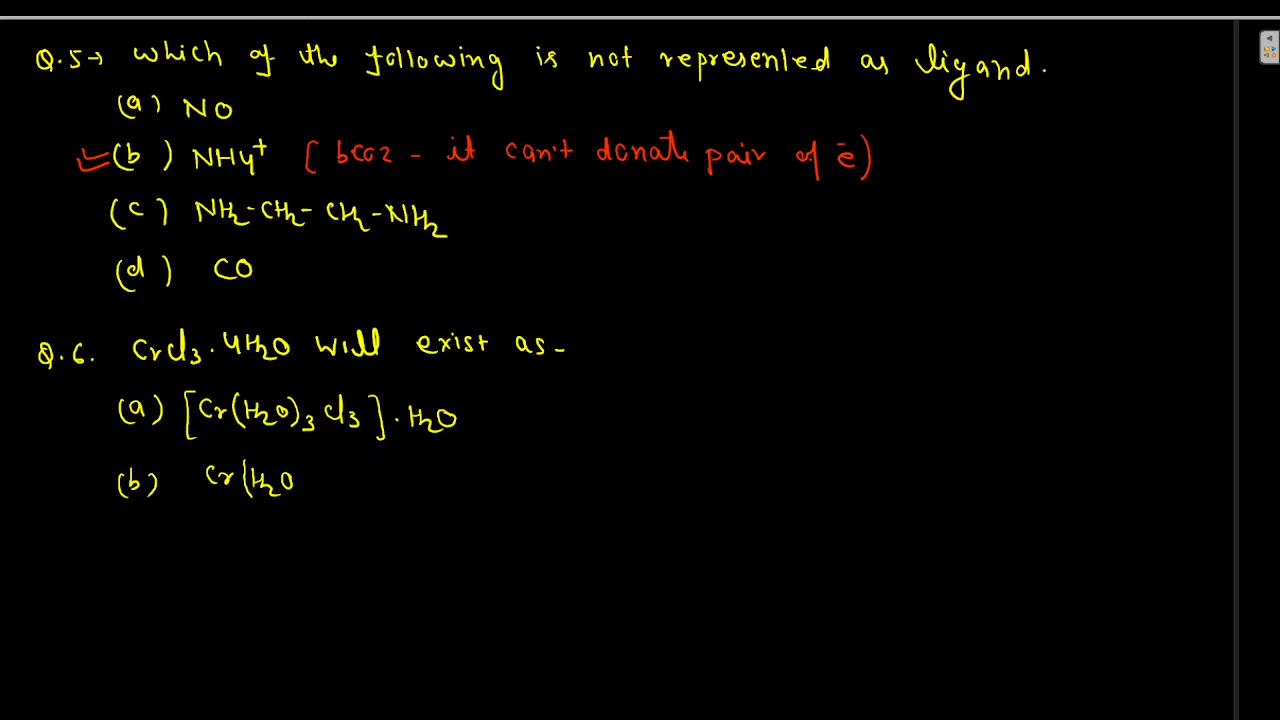 Q.5→ which of the following is not represented as ligand.
(a) NO
(b) NH4+ [bcoz - it can't donate pair of ē)
(c) NH2-CH2-CH2-NH2
(d) CO
Q.6. CrCl3.4H2O will exist as-
(a) [Cr(H2O)3Cl3].H2O
(b) Cr(H2O